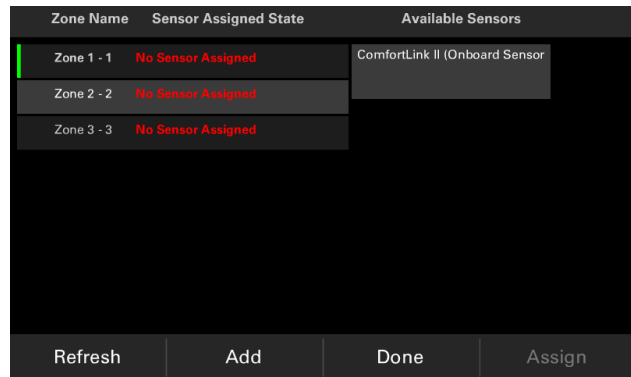 Zone Name Sensor Assigned State Available Sensors
Zone 1 - 1 No Sensor Assigned ComfortLink II (Onboard Sensor
Zone 2 - 2 No Sensor Assigned
Zone 3 - 3 No Sensor Assigned
Refresh Add Done Assign